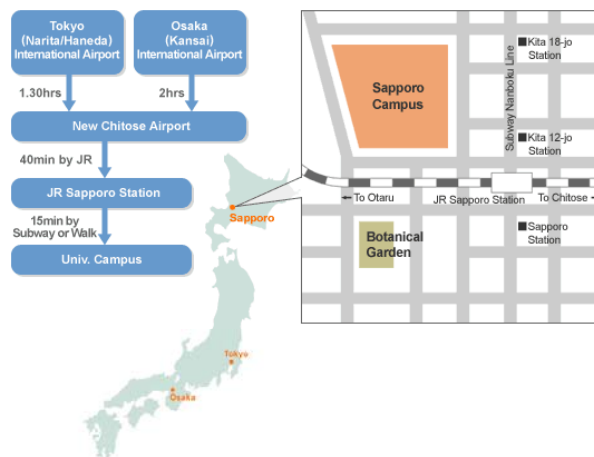 Tokyo
(Narita/Haneda)
International Airport
Osaka
(Kansai)
International Airport
1.30hrs
2hrs
New Chitose Airport
40min by JR
JR Sapporo Station
15min by
Subway or Walk
Univ. Campus
Sapporo
Tokyo
Osaka
Sapporo
Campus
Subway Nanboku Line
Kita 18-jo
Station
Kita 12-jo
Station
To Otaru
JR Sapporo Station
To Chitose
Botanical
Garden
Sapporo
Station